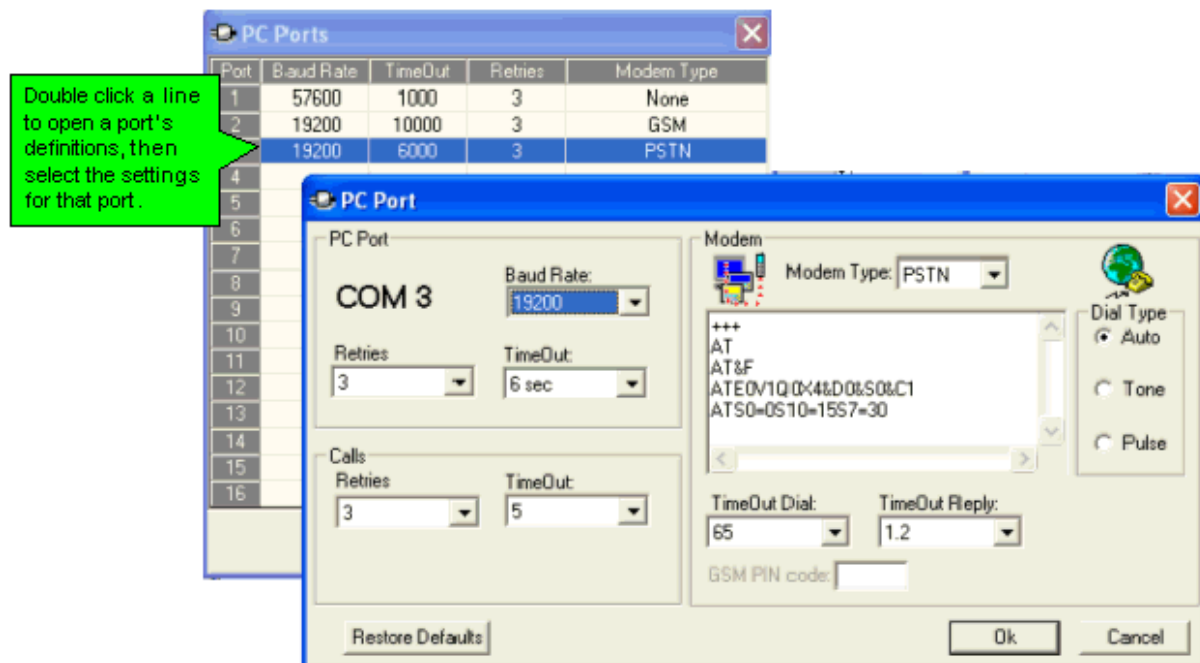 PC Ports
Port Baud Rate TimeOut Retries Modem Type
1 57600 1000 3 None
2 19200 10000 3 GSM
19200 6000 3 PSTN
4
5
6
7
8
9
10
11
12
13
14
15
16
Double click a line
to open a port's
definitions, then
select the settings
for that port.
PC Port
PC Port
COM 3
Baud Rate:
19200
Retries
3
TimeOut:
6 sec
Calls
Retries
3
TimeOut:
5
Modem
Modem Type: PSTN
+++
AT
AT&F
ATE0V1Q0X4&D0&S0&C1
ATS0=0S10=15S7=30
Dial Type
Auto
Tone
Pulse
TimeOut Dial:
65
TimeOut Reply:
1.2
GSM PIN code:
Restore Defaults
Ok
Cancel